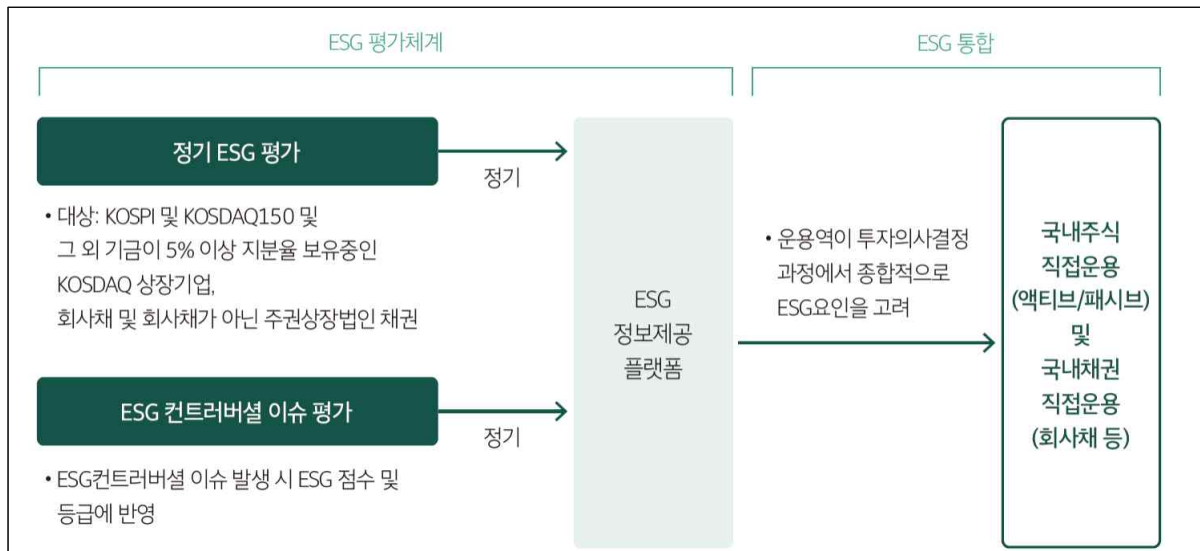 ESG 평가체계
ESG 통합
정기 ESG 평가
정기
• 대상: KOSPI 및 KOSDAQ150 및
그 외 기금이 5% 이상 지분율 보유중인
KOSDAQ 상장기업,
회사채 및 회사채가 아닌 주권상장법인 채권
ESG 컨트러버셜 이슈 평가
정기
• ESG컨트러버셜 이슈 발생 시 ESG 점수 및
등급에 반영
ESG
정보제공
플랫폼
• 운용역이 투자의사결정
과정에서 종합적으로
ESG요인을 고려
국내주식
직접운용
(액티브/패시브)
및
국내채권
직접운용
(회사채 등)